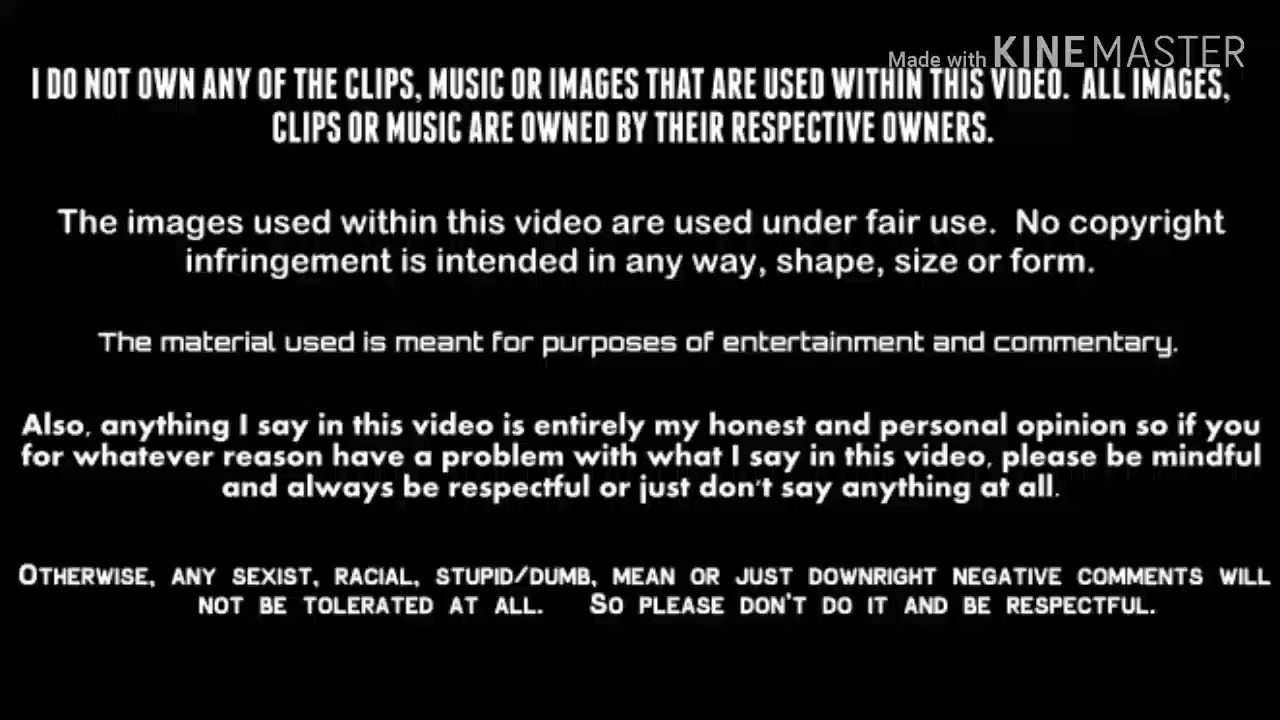 Made with KINEMASTER
I DO NOT OWN ANY OF THE CLIPS, MUSIC OR IMAGES THAT ARE USED WITHIN THIS VIDEO. ALL IMAGES,
CLIPS OR MUSIC ARE OWNED BY THEIR RESPECTIVE OWNERS.
The images used within this video are used under fair use. No copyright
infringement is intended in any way, shape, size or form.
The material used is meant for purposes of entertainment and commentary.
Also, anything I say in this video is entirely my honest and personal opinion so if you
for whatever reason have a problem with what I say in this video, please be mindful
and always be respectful or just don't say anything at all.
OTHERWISE, ANY SEXIST, RACIAL, STUPID/DUMB, MEAN OR JUST DOWNRIGHT NEGATIVE COMMENTS WILL
NOT BE TOLERATED AT ALL. SO PLEASE DON'T DO IT AND BE RESPECTFUL.